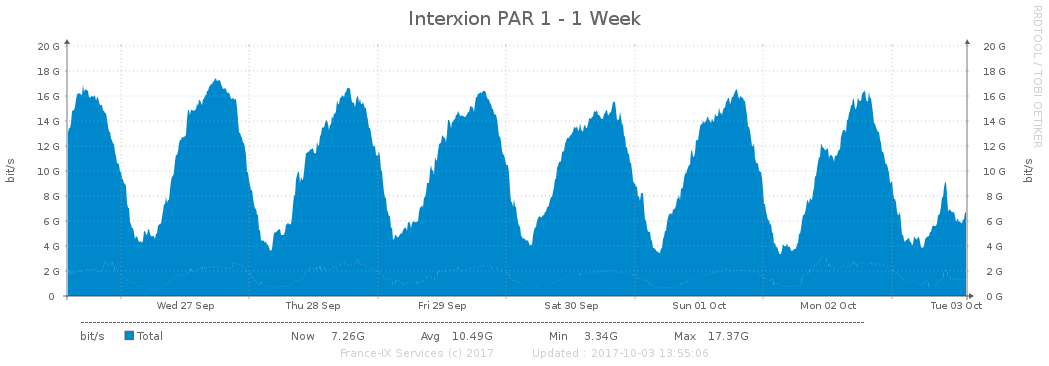 Interxion PAR 1 - 1 Week
RRDTOOL / TOBI OETIKER
bit/s
bit/s
20 G 20 G
18 G 18 G
16 G 16 G
14 G 14 G
12 G 12 G
10 G 10 G
8 G 8 G
6 G 6 G
4 G 4 G
2 G 2 G
0 0 G
Wed 27 Sep Thu 28 Sep Fri 29 Sep Sat 30 Sep Sun 01 Oct Mon 02 Oct Tue 03 Oct
bit/s Total Now 7.26G Avg 10.49G Min 3.34G Max 17.37G
France-IX Services (c) 2017 Updated : 2017-10-03 13:55:06